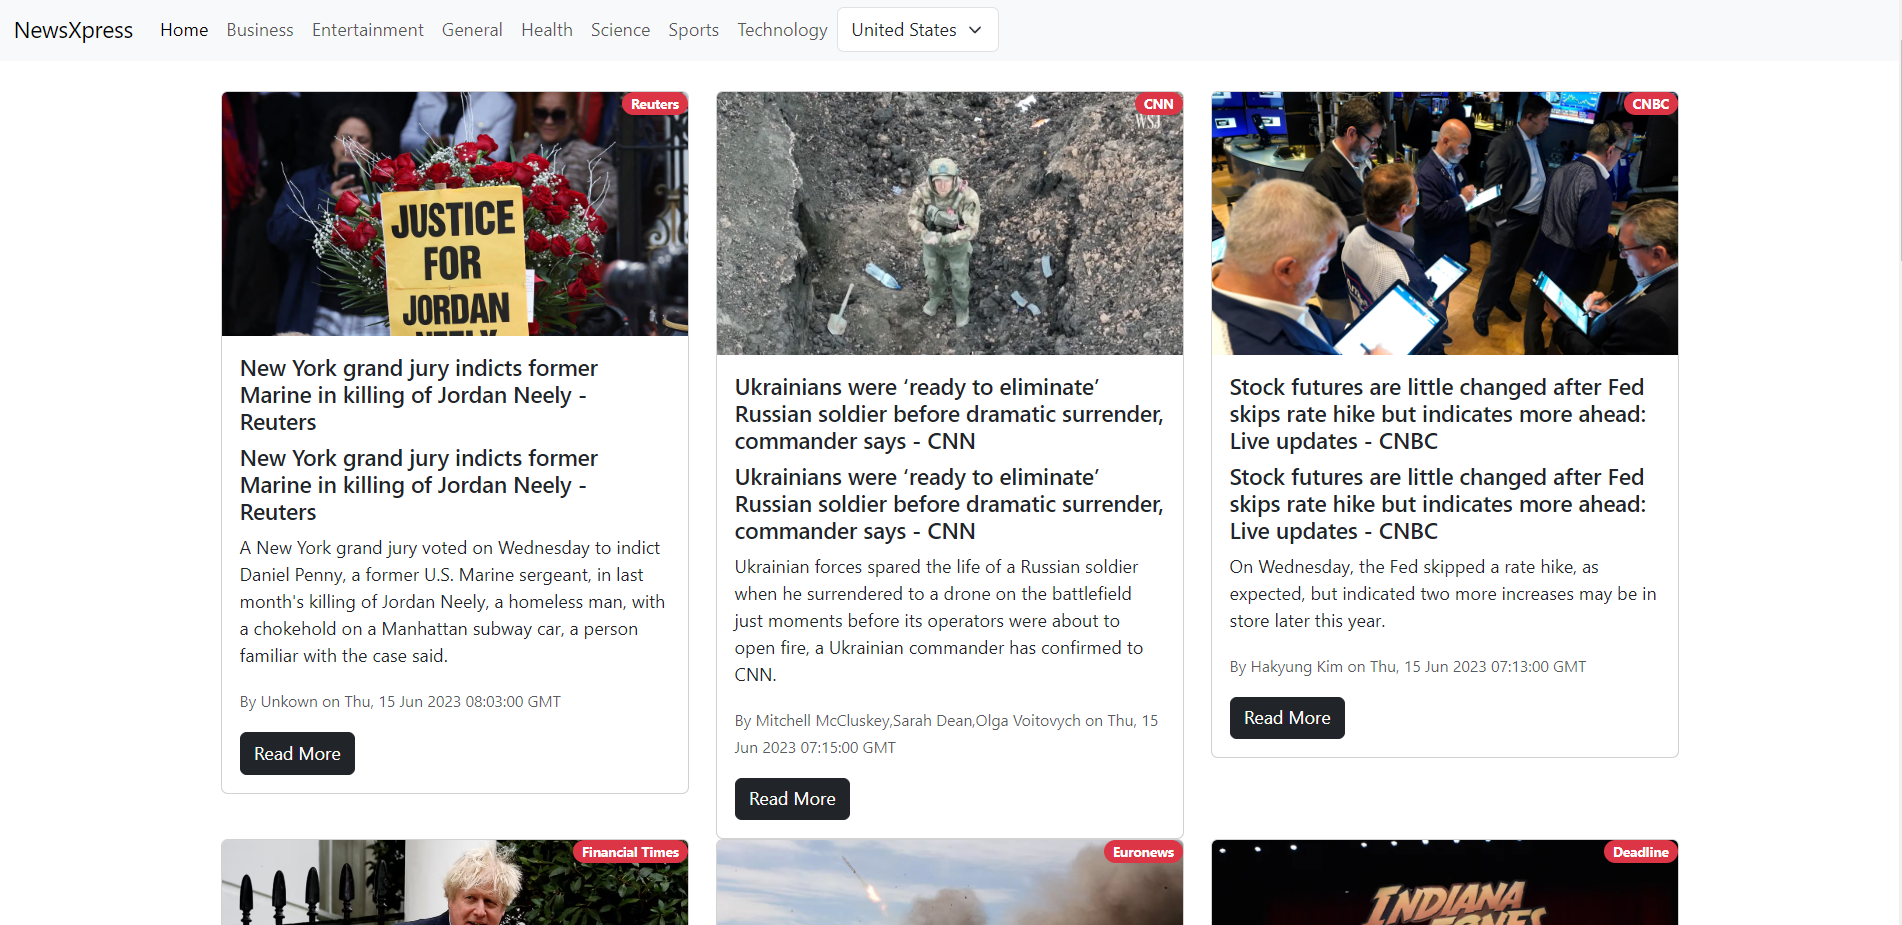 NewsXpress Home Business Entertainment General Health Science Sports Technology United States
Reuters
JUSTICE
FOR
JORDAN
NEELY
New York grand jury indicts former
Marine in killing of Jordan Neely -
Reuters
New York grand jury indicts former
Marine in killing of Jordan Neely -
Reuters
A New York grand jury voted on Wednesday to indict
Daniel Penny, a former U.S. Marine sergeant, in last
month's killing of Jordan Neely, a homeless man, with
a chokehold on a Manhattan subway car, a person
familiar with the case said.
By Unkown on Thu, 15 Jun 2023 08:03:00 GMT
Read More
CNN
WSJ
Ukrainians were ‘ready to eliminate’
Russian soldier before dramatic surrender,
commander says - CNN
Ukrainians were ‘ready to eliminate’
Russian soldier before dramatic surrender,
commander says - CNN
Ukrainian forces spared the life of a Russian soldier
when he surrendered to a drone on the battlefield
just moments before its operators were about to
open fire, a Ukrainian commander has confirmed to
CNN.
By Mitchell McCluskey,Sarah Dean,Olga Voitovych on Thu, 15
Jun 2023 07:15:00 GMT
Read More
CNBC
Stock futures are little changed after Fed
skips rate hike but indicates more ahead:
Live updates - CNBC
Stock futures are little changed after Fed
skips rate hike but indicates more ahead:
Live updates - CNBC
On Wednesday, the Fed skipped a rate hike, as
expected, but indicated two more increases may be in
store later this year.
By Hakyung Kim on Thu, 15 Jun 2023 07:13:00 GMT
Read More
Financial Times
Euronews
Deadline
INDIANA
JONES